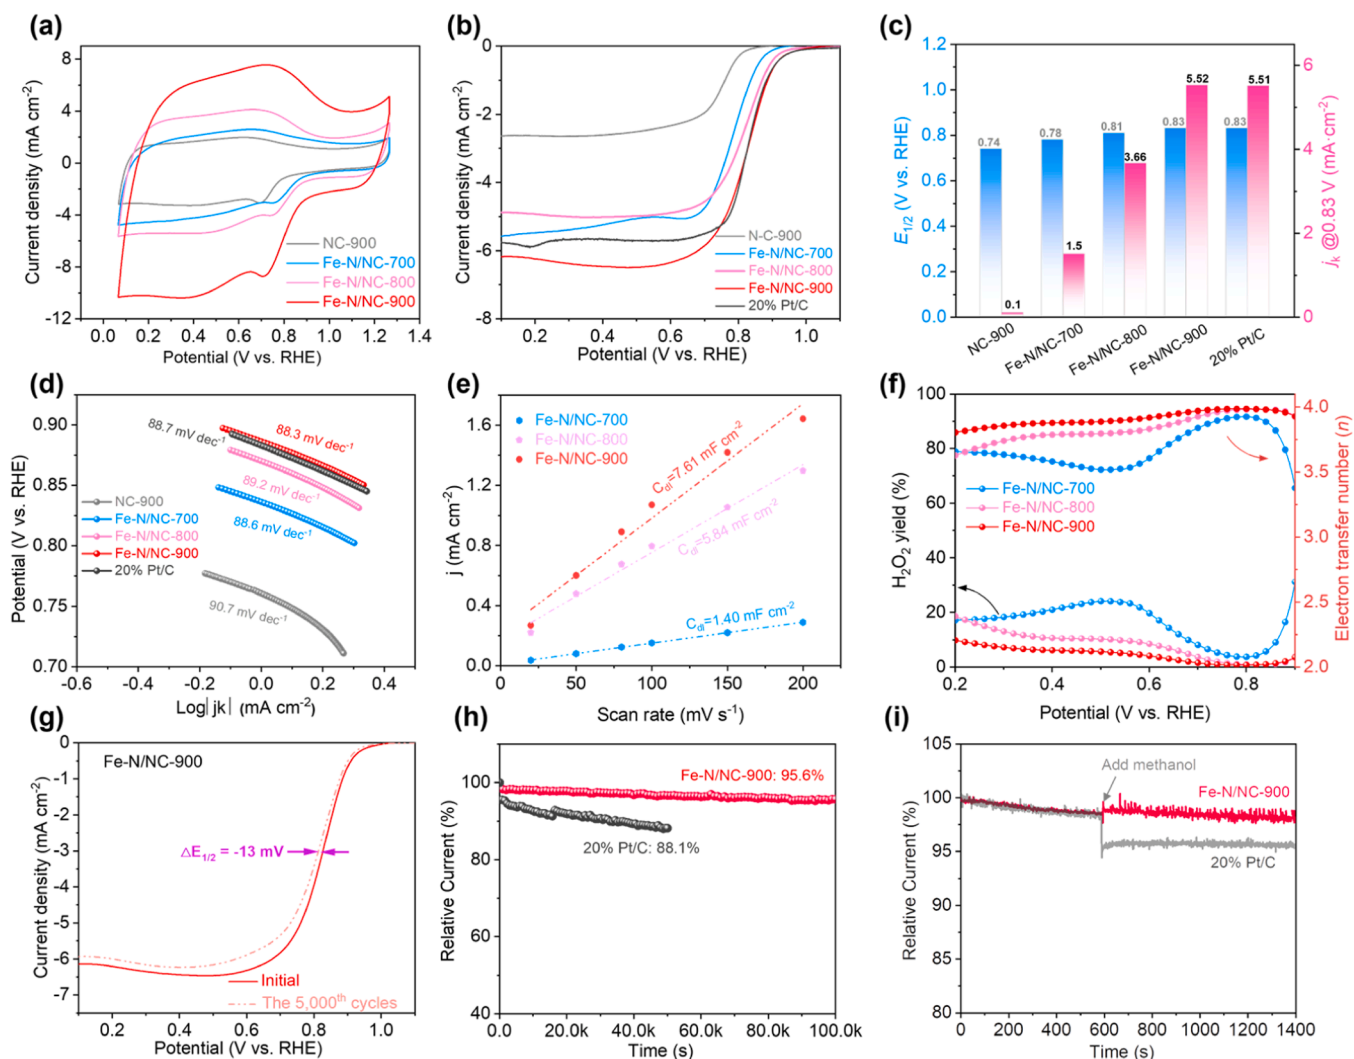 (a)
Current density (mA cm⁻²)
8
4
0
-4
-8
-12
NC-900
Fe-N/NC-700
Fe-N/NC-800
Fe-N/NC-900
0.0 0.2 0.4 0.6 0.8 1.0 1.2 1.4
Potential (V vs. RHE)
(b)
Current density (mA cm⁻²)
0
-2
-4
-6
-8
N-C-900
Fe-N/NC-700
Fe-N/NC-800
Fe-N/NC-900
20% Pt/C
0.2 0.4 0.6 0.8 1.0
Potential (V vs. RHE)
(c)
E1/2 (V vs. RHE)
1.2
1.0
0.8
0.6
0.4
0.2
0.0
0.74 0.78 0.81 0.83 0.83
0.1 1.5 3.66 5.52 5.51
6
4
2
0
jk @0.83 V (mA·cm⁻²)
NC-900 Fe-N/NC-700 Fe-N/NC-800 Fe-N/NC-900 20% Pt/C
(d)
Potential (V vs. RHE)
0.90
0.85
0.80
0.75
0.70
88.7 mV dec⁻¹
88.3 mV dec⁻¹
89.2 mV dec⁻¹
88.6 mV dec⁻¹
90.7 mV dec⁻¹
NC-900
Fe-N/NC-700
Fe-N/NC-800
Fe-N/NC-900
20% Pt/C
-0.6 -0.4 -0.2 0.0 0.2 0.4 0.6
Log|jk| (mA cm⁻²)
(e)
j (mA cm⁻²)
1.6
1.2
0.8
0.4
0.0
Fe-N/NC-700
Fe-N/NC-800
Fe-N/NC-900
Cdl=7.61 mF cm⁻²
Cdl=5.84 mF cm⁻²
Cdl=1.40 mF cm⁻²
0 50 100 150 200
Scan rate (mV s⁻¹)
(f)
H₂O₂ yield (%)
100
80
60
40
20
0
Fe-N/NC-700
Fe-N/NC-800
Fe-N/NC-900
4.0
3.5
3.0
2.5
2.0
Electron transfer number (n)
0.2 0.4 0.6 0.8
Potential (V vs. RHE)
(g)
Current density (mA cm⁻²)
0
-1
-2
-3
-4
-5
-6
-7
Fe-N/NC-900
ΔE1/2 = -13 mV
Initial
The 5,000th cycles
0.2 0.4 0.6 0.8 1.0
Potential (V vs. RHE)
(h)
Relative Current (%)
100
80
60
40
Fe-N/NC-900: 95.6%
20% Pt/C: 88.1%
0.0 20.0k 40.0k 60.0k 80.0k 100.0k
Time (s)
(i)
Relative Current (%)
105
100
95
90
85
80
Add methanol
Fe-N/NC-900
20% Pt/C
0 200 400 600 800 1000 1200 1400
Time (s)